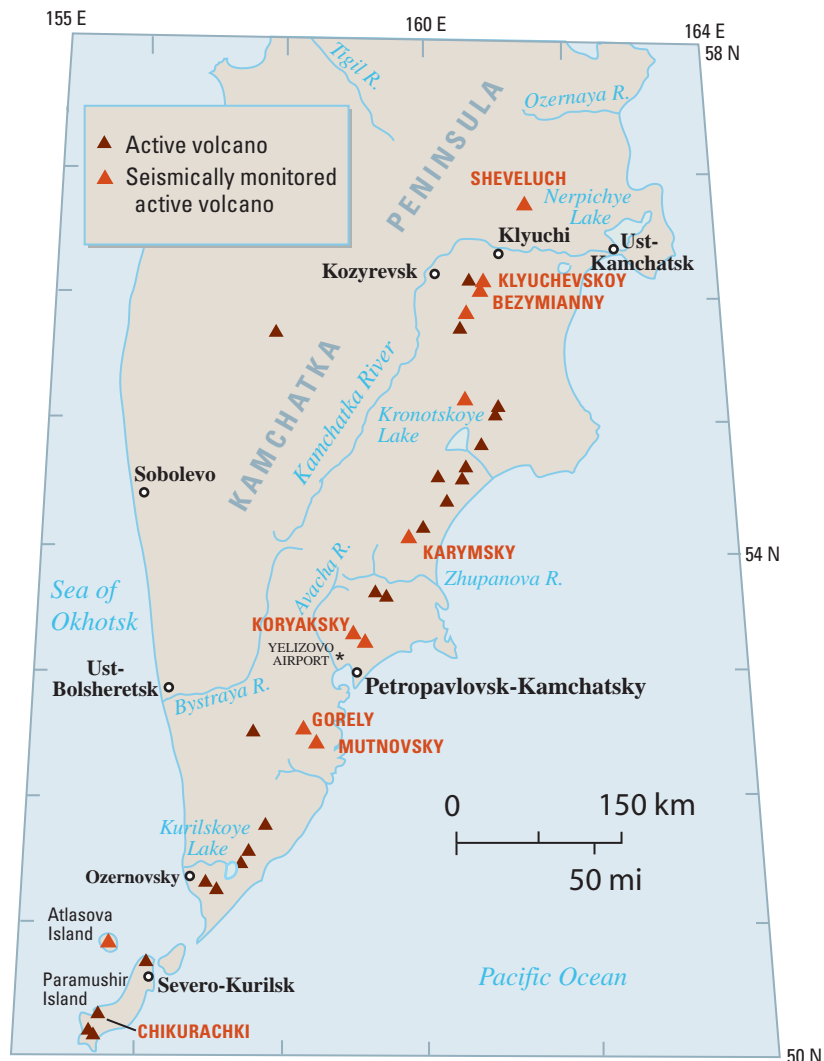 155 E
160 E
164 E
58 N
Tigil R.
Ozernaya R.
PENINSULA
Active volcano
Seismically monitored
active volcano
SHEVELUCH
Nerpichye
Lake
Klyuchi
Ust-
Kamchatsk
Kozyrevsk
KLYUCHEVSKOY
BEZYMIANNY
KAMCHATKA
Kamchatka River
Kronotskoye
Lake
Sobolevo
KARYMSKY
54 N
Zhupanova R.
Avacha R.
Sea of
Okhotsk
KORYAKSKY
YELIZOVO
AIRPORT *
Ust-
Bolsheretsk
Petropavlovsk-Kamchatsky
Bystraya R.
GORELY
MUTNOVSKY
0 150 km
50 mi
Kurilskoye
Lake
Ozernovsky
Atlasova
Island
Paramushir
Island
Severo-Kurilsk
Pacific Ocean
CHIKURACHKI
50 N